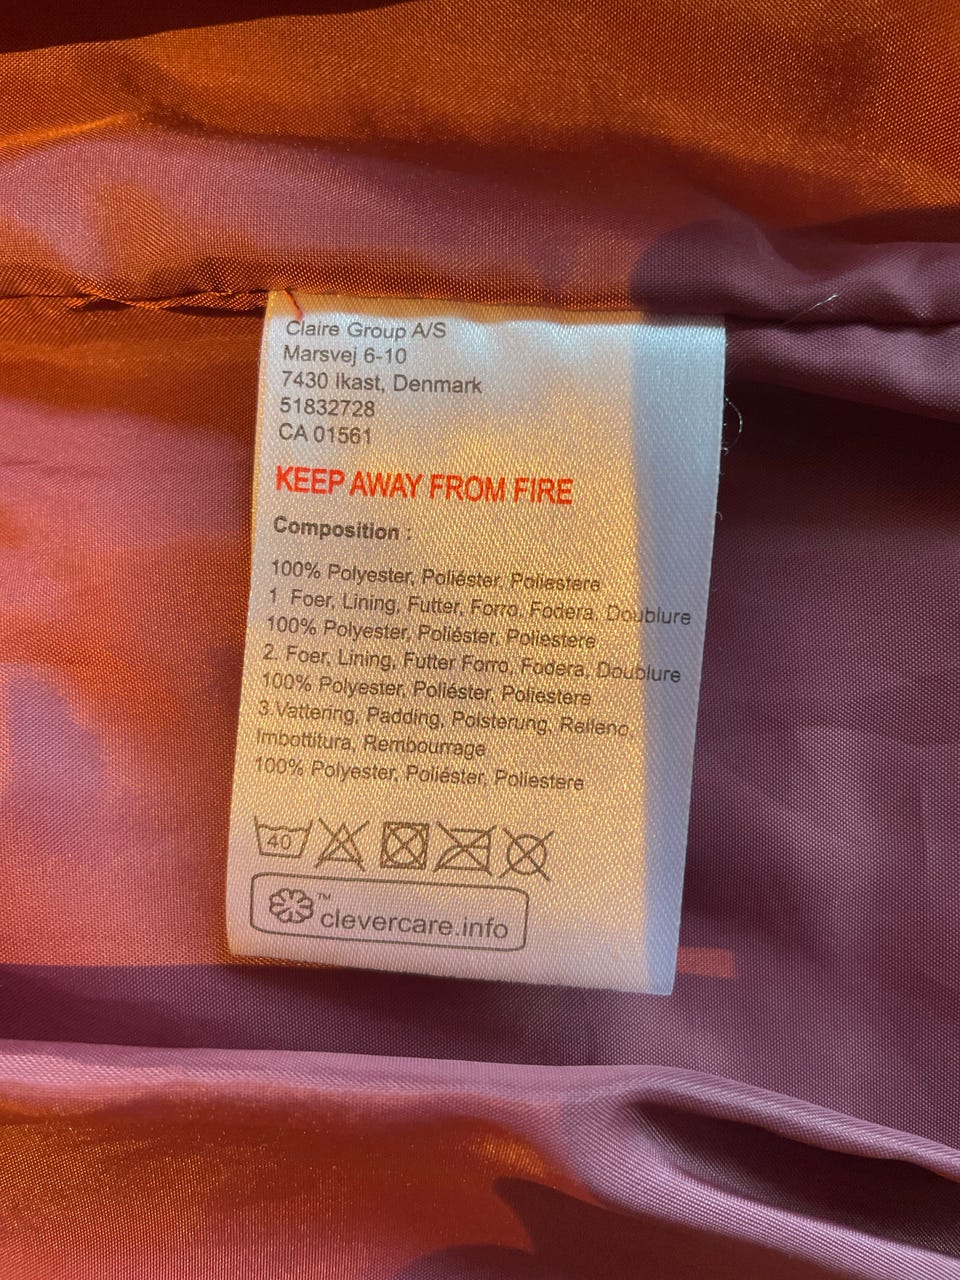 Claire Group A/S
Marsvej 6-10
7430 Ikast, Denmark
51832728
CA 01561
KEEP AWAY FROM FIRE
Composition :
100% Polyester, Poliéster, Poliestere
1 Foer, Lining, Futter, Forro, Fodera, Doublure
100% Polyester, Poliéster, Poliestere
2. Foer, Lining, Futter Forro, Fodera, Doublure
100% Polyester, Poliéster, Poliestere
3.Vattering, Padding, Polsterung, Relleno,
Imbottitura, Rembourrage
100% Polyester, Poliéster, Poliestere
40
™ clevercare.info